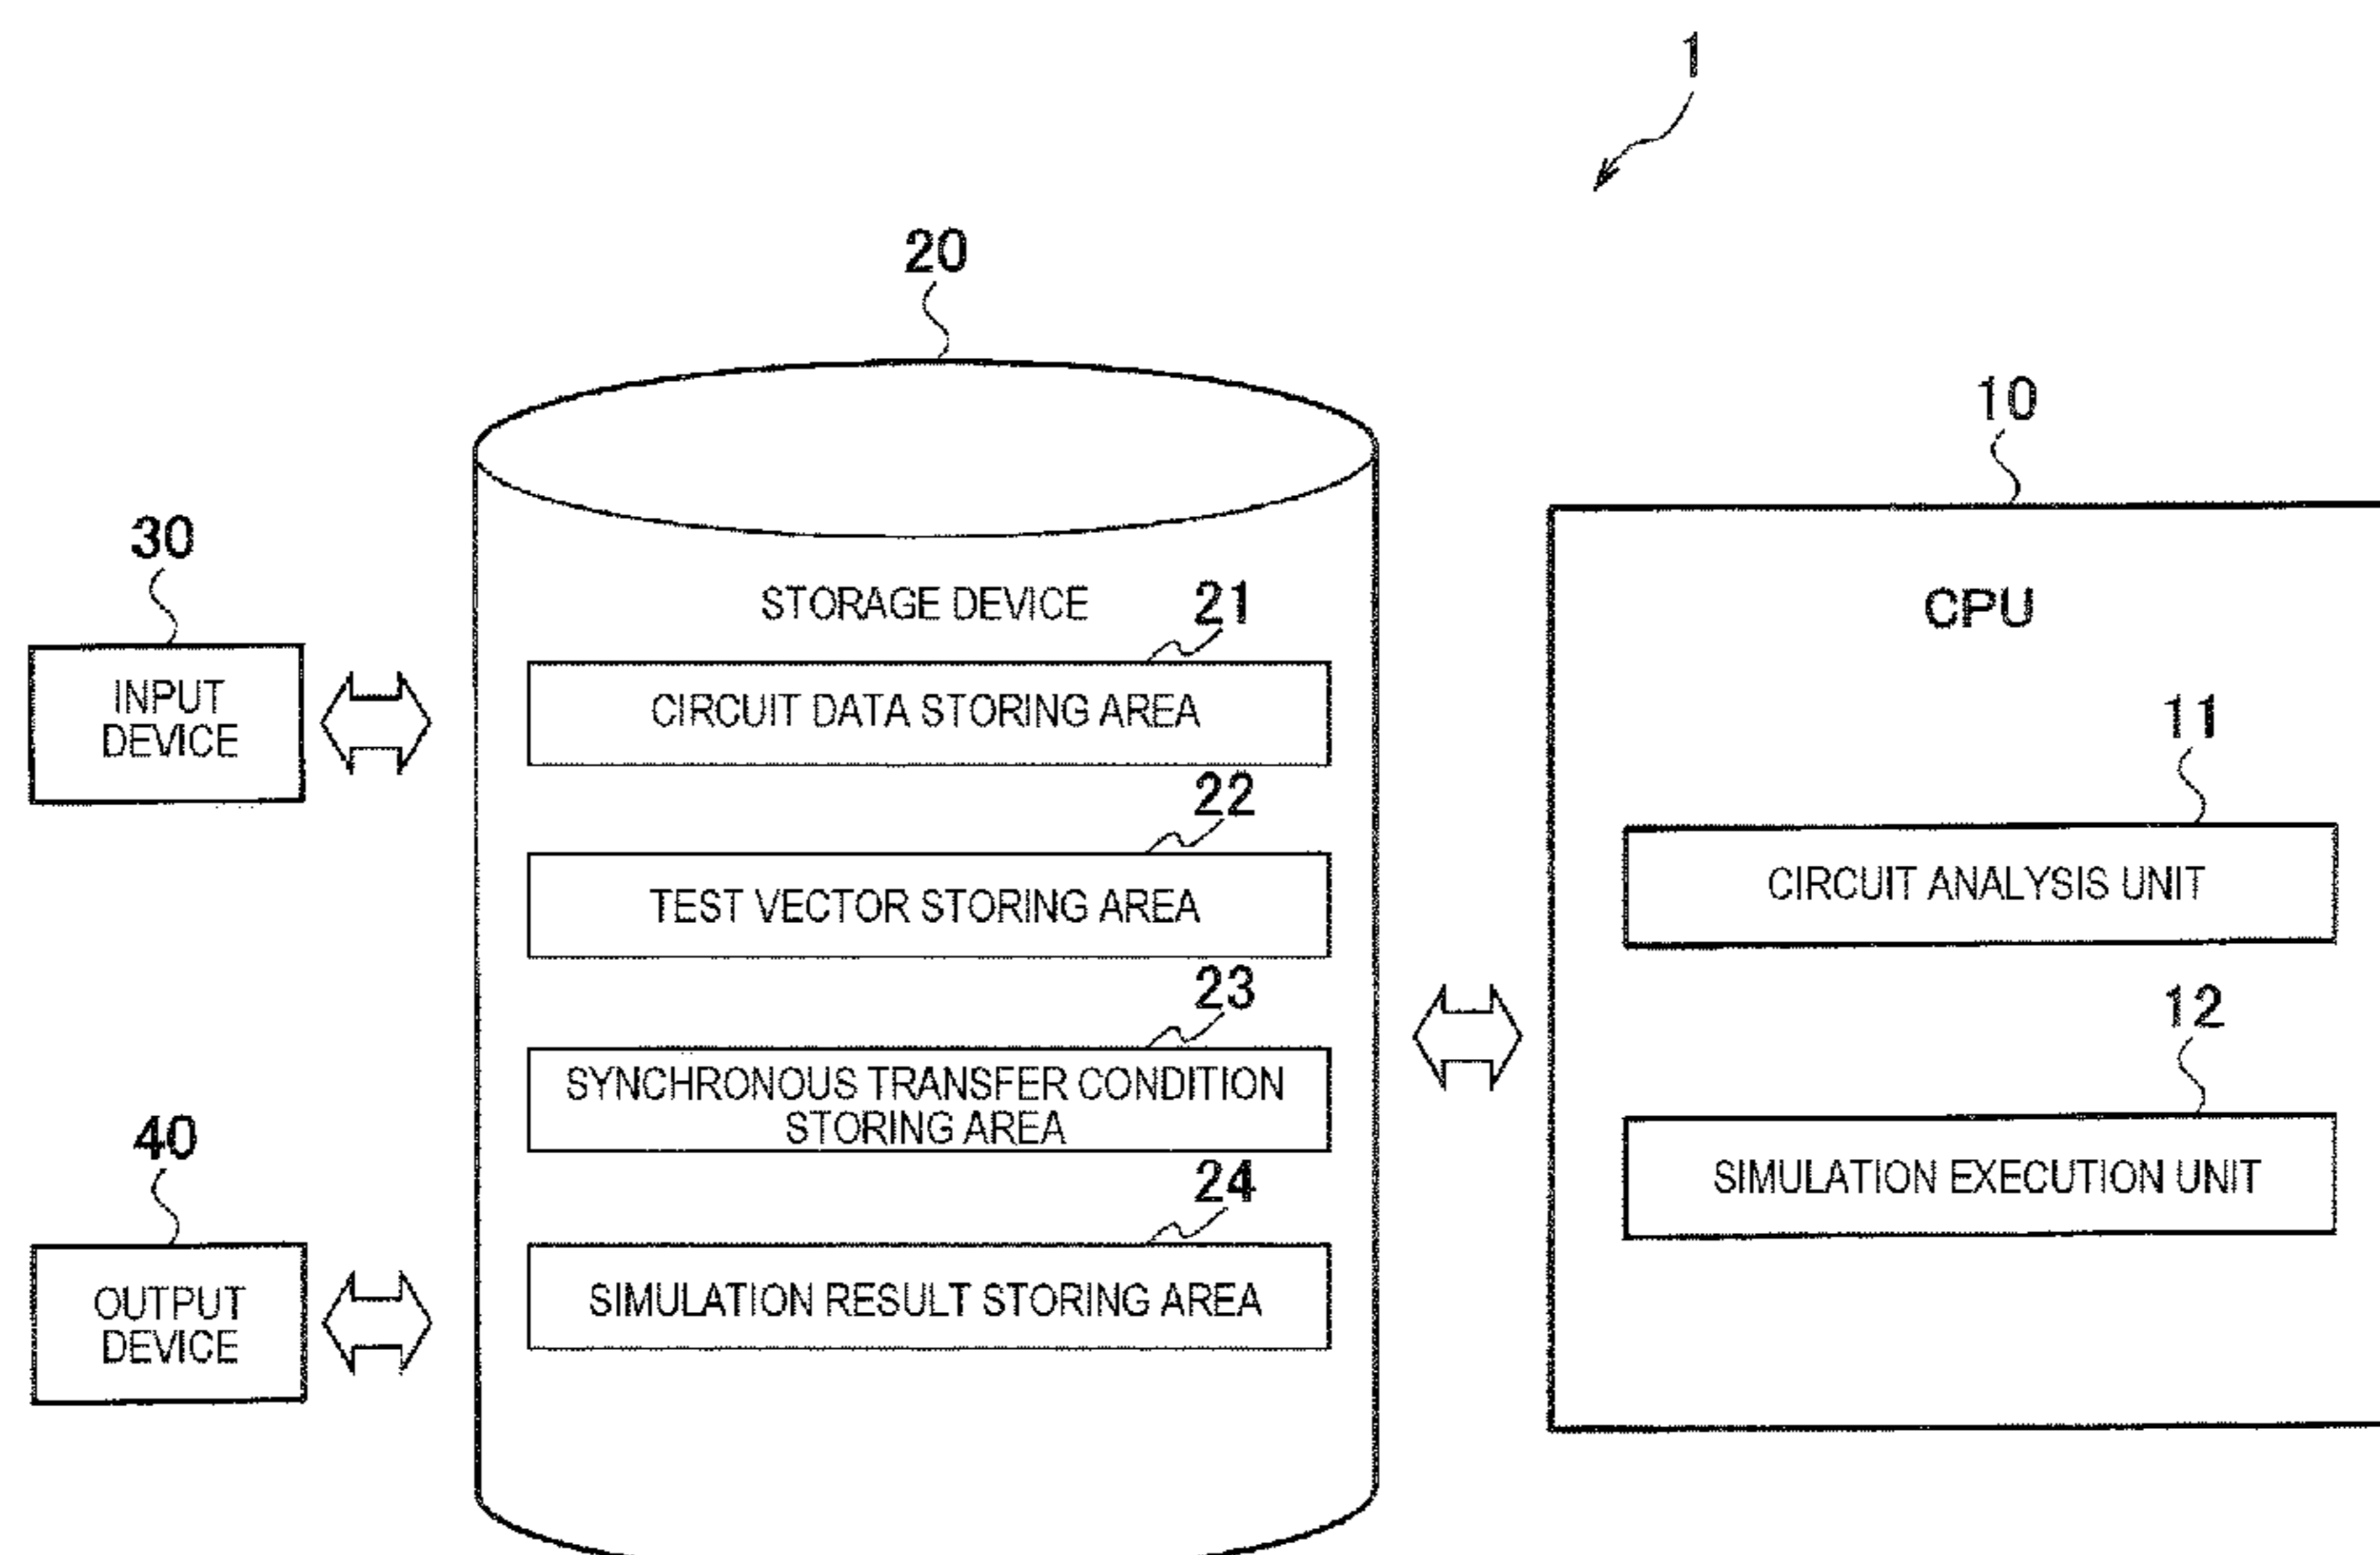 1
20
10
30
STORAGE DEVICE
21
CPU
INPUT
DEVICE
CIRCUIT DATA STORING AREA
11
22
CIRCUIT ANALYSIS UNIT
TEST VECTOR STORING AREA
23
12
SYNCHRONOUS TRANSFER CONDITION
STORING AREA
40
SIMULATION EXECUTION UNIT
24
OUTPUT
DEVICE
SIMULATION RESULT STORING AREA